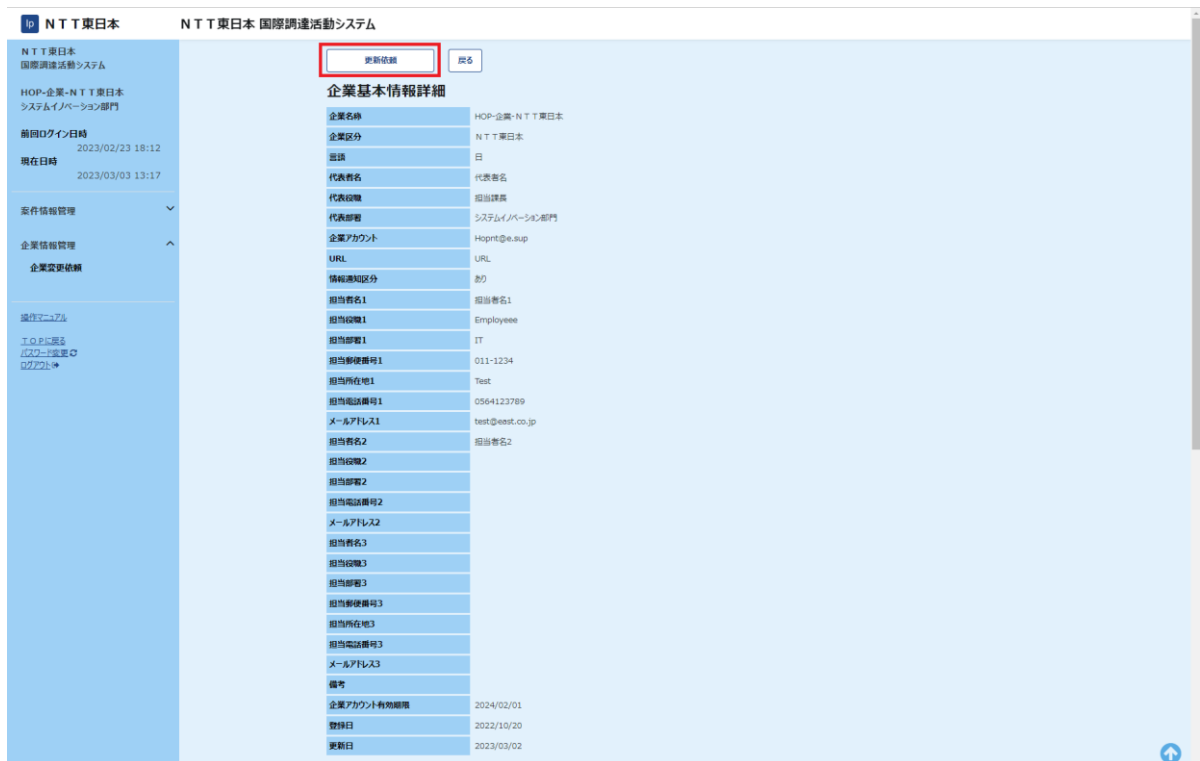 lp ＮＴＴ東日本
ＮＴＴ東日本 国際調達活動システム
ＮＴＴ東日本
国際調達活動システム
HOP-企業-ＮＴＴ東日本
システムイノベーション部門
前回ログイン日時
2023/02/23 18:12
現在日時
2023/03/03 13:17
案件情報管理
企業情報管理
企業変更依頼
操作マニュアル
ＴＯＰに戻る
パスワード変更
ログアウト
更新依頼 戻る
企業基本情報詳細
企業名称 HOP-企業-ＮＴＴ東日本
企業区分 ＮＴＴ東日本
言語 日
代表者名 代表者名
代表役職 担当課長
代表部署 システムイノベーション部門
企業アカウント Hopnt@e.sup
URL URL
情報通知区分 あり
担当者名1 担当者名1
担当役職1 Employeee
担当部署1 IT
担当郵便番号1 011-1234
担当所在地1 Test
担当電話番号1 0564123789
メールアドレス1 test@east.co.jp
担当者名2 担当者名2
担当役職2
担当部署2
担当電話番号2
メールアドレス2
担当者名3
担当役職3
担当部署3
担当郵便番号3
担当所在地3
担当電話番号3
メールアドレス3
備考
企業アカウント有効期限 2024/02/01
登録日 2022/10/20
更新日 2023/03/02